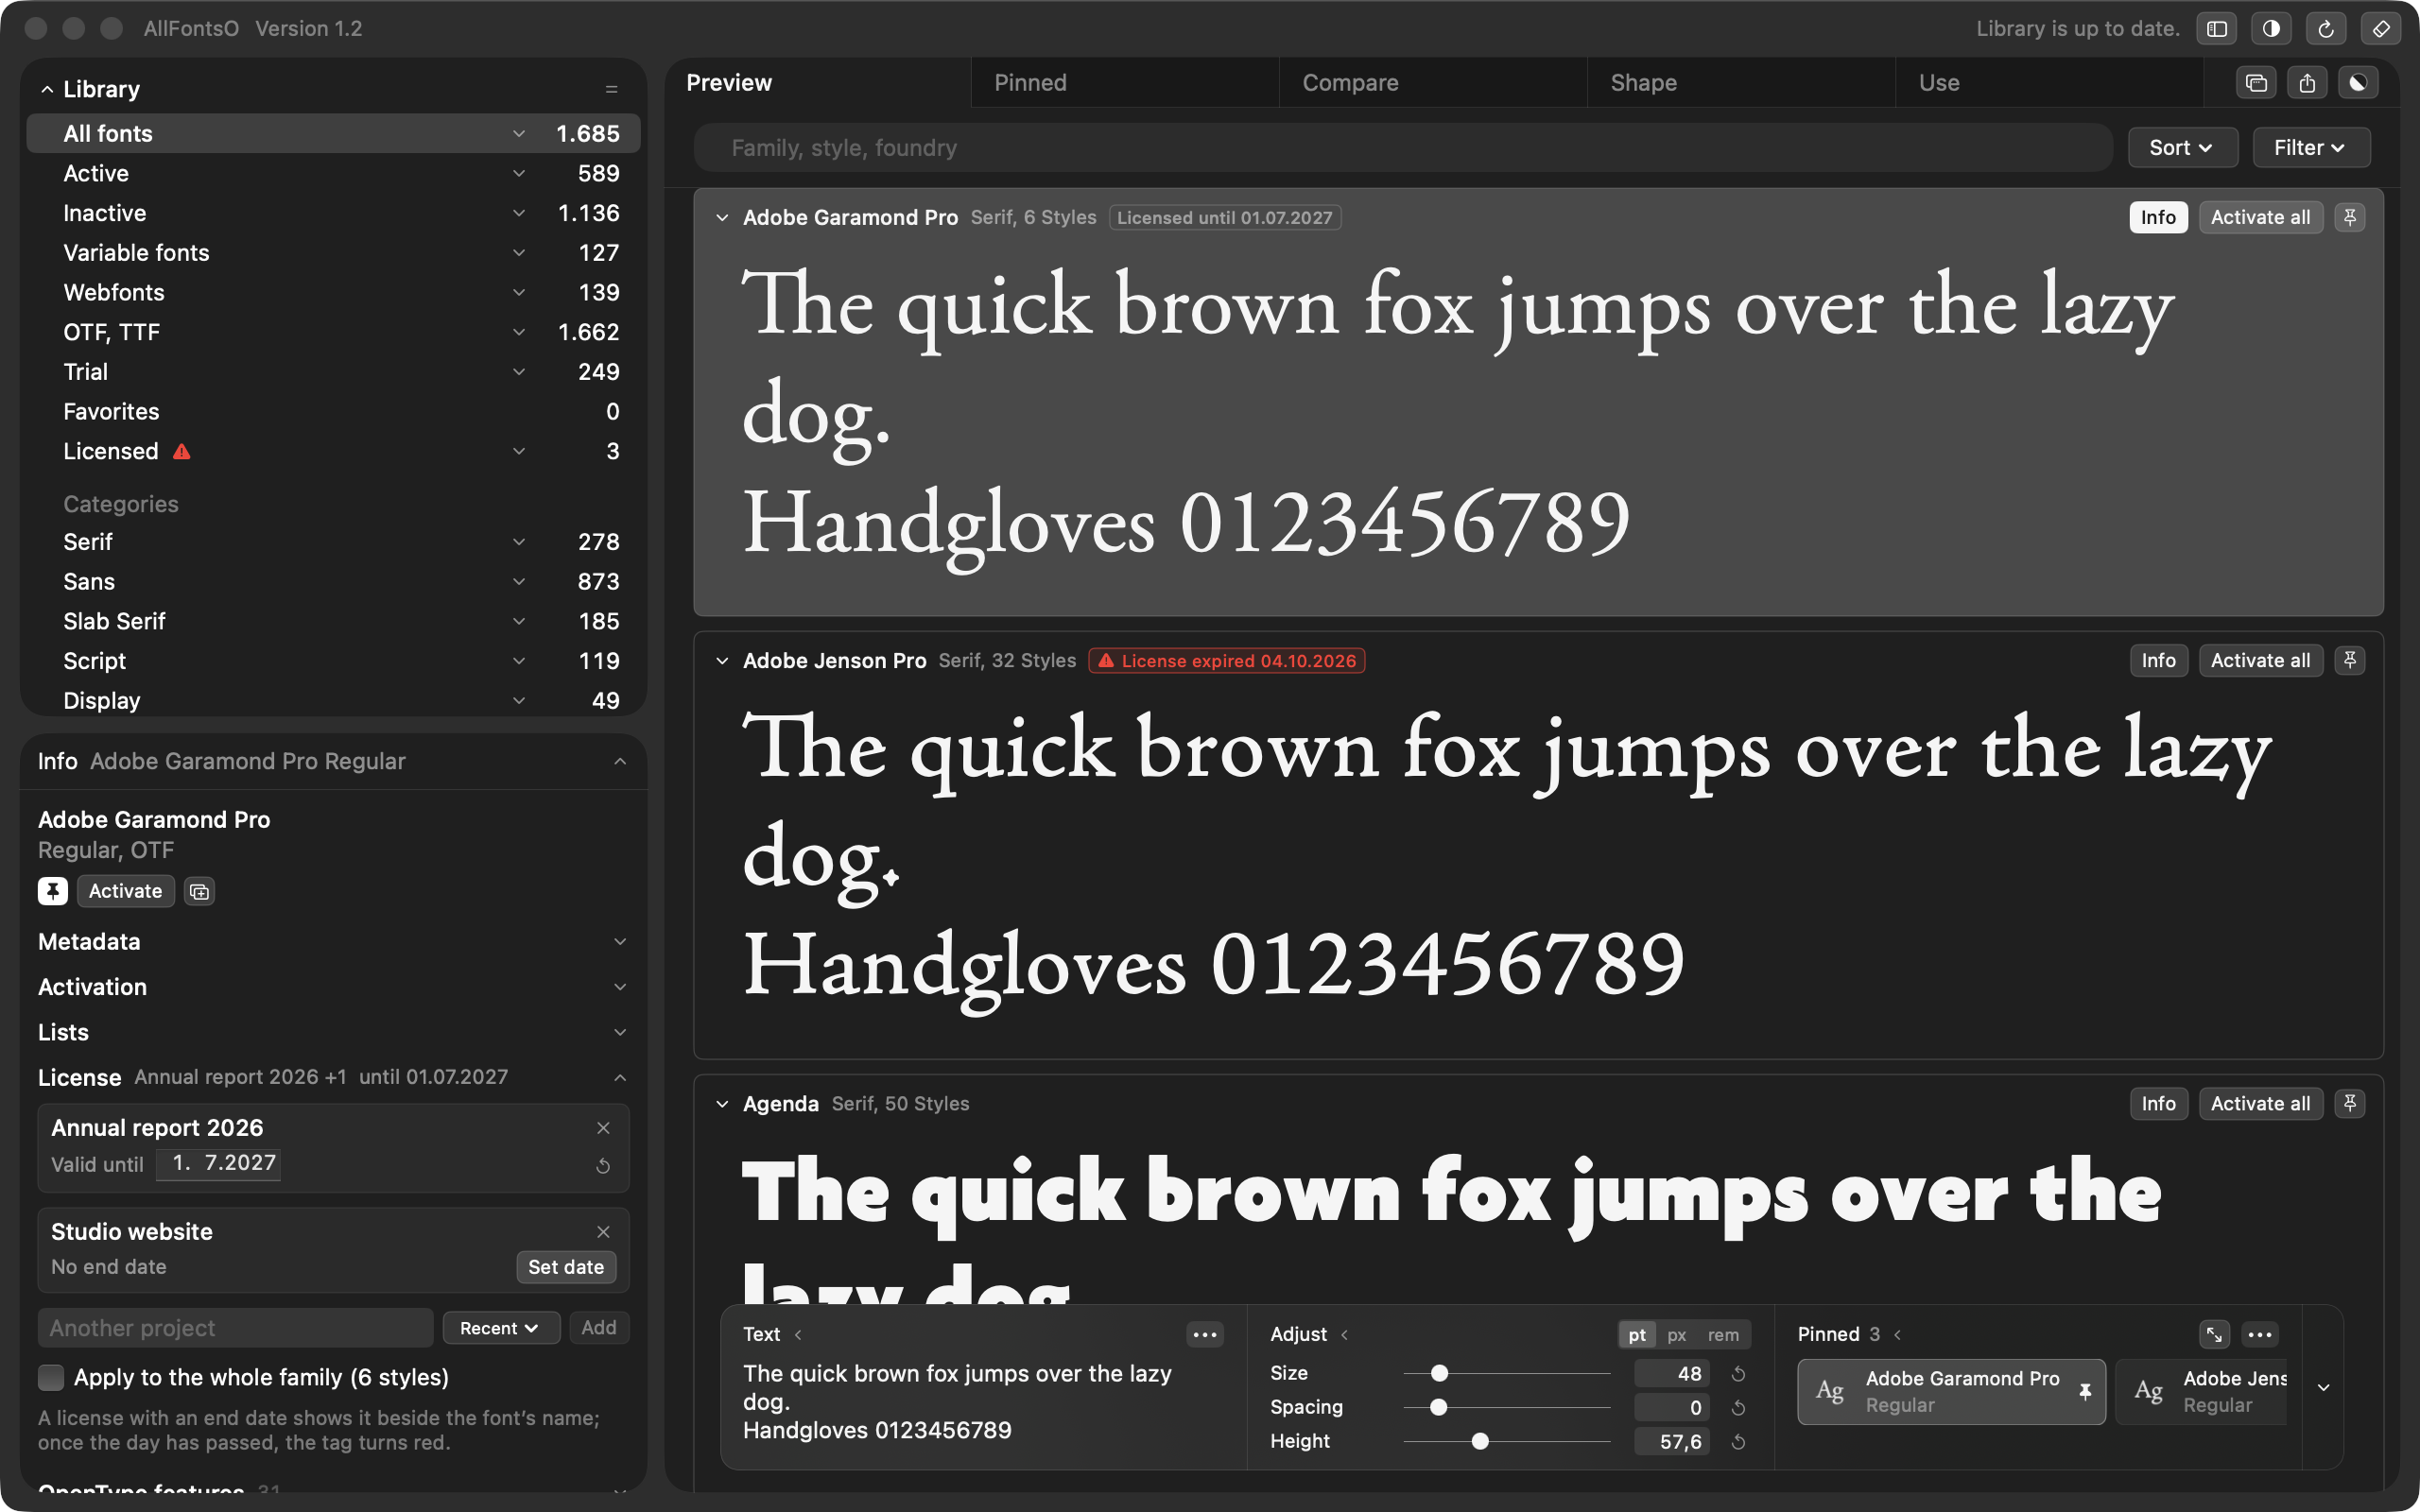 AllFontsO Version 1.2
Library is up to date.
Library
All fonts 1.685
Active 589
Inactive 1.136
Variable fonts 127
Webfonts 139
OTF, TTF 1.662
Trial 249
Favorites 0
Licensed 3
Categories
Serif 278
Sans 873
Slab Serif 185
Script 119
Display 49
Info Adobe Garamond Pro Regular
Adobe Garamond Pro
Regular, OTF
Activate
Metadata
Activation
Lists
License Annual report 2026 +1 until 01.07.2027
Annual report 2026
Valid until 1. 7.2027
Studio website
No end date Set date
Another project Recent Add
Apply to the whole family (6 styles)
A license with an end date shows it beside the font’s name;
once the day has passed, the tag turns red.
OpenType features 31
Preview Pinned Compare Shape Use
Family, style, foundry Sort Filter
Adobe Garamond Pro Serif, 6 Styles Licensed until 01.07.2027 Info Activate all
The quick brown fox jumps over the lazy
dog.
Handgloves 0123456789
Adobe Jenson Pro Serif, 32 Styles License expired 04.10.2026 Info Activate all
The quick brown fox jumps over the lazy
dog.
Handgloves 0123456789
Agenda Serif, 50 Styles Info Activate all
The quick brown fox jumps over the
lazy dog
Text
The quick brown fox jumps over the lazy
dog.
Handgloves 0123456789
Adjust pt px rem
Size 48
Spacing 0
Height 57,6
Pinned 3
Ag Adobe Garamond Pro
Regular
Ag Adobe Jens
Regular